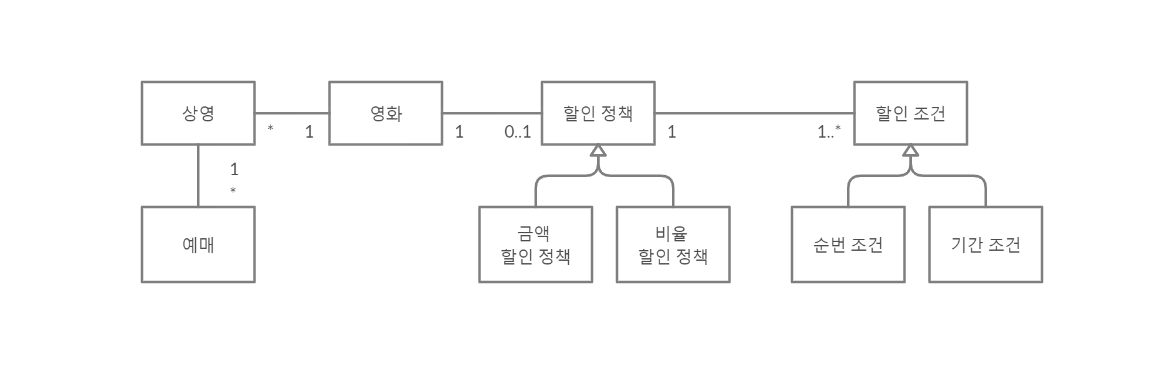 상영
영화
할인 정책
할인 조건
*
1
1
0..1
1
1..*
1
*
예매
금액
할인 정책
비율
할인 정책
순번 조건
기간 조건